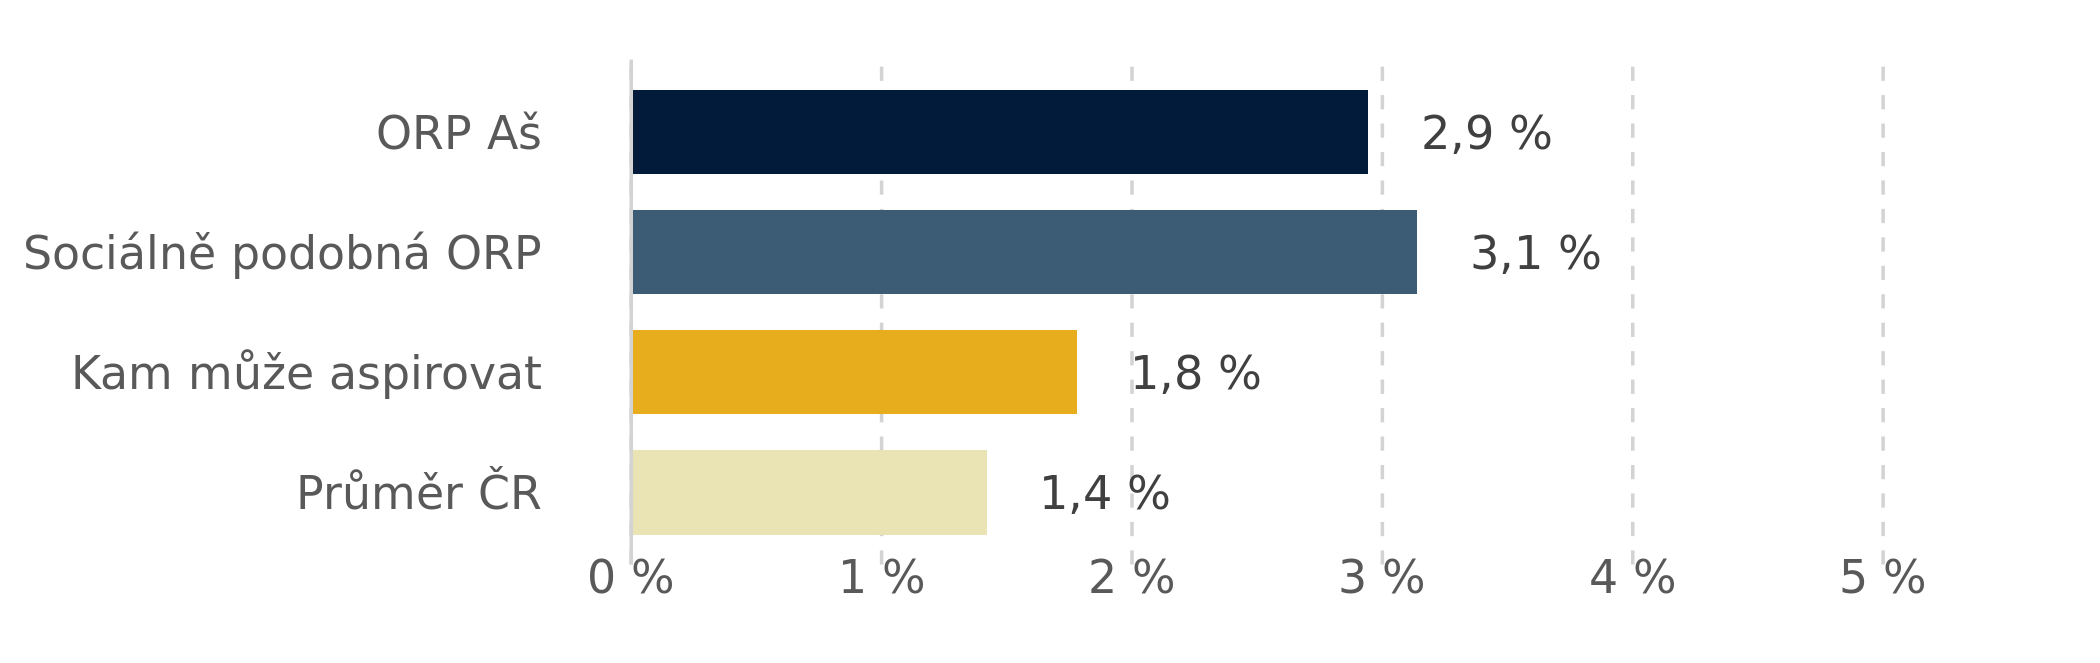 ORP Aš 2,9 %
Sociálně podobná ORP 3,1 %
Kam může aspirovat 1,8 %
Průměr ČR 1,4 %
0 % 1 % 2 % 3 % 4 % 5 %